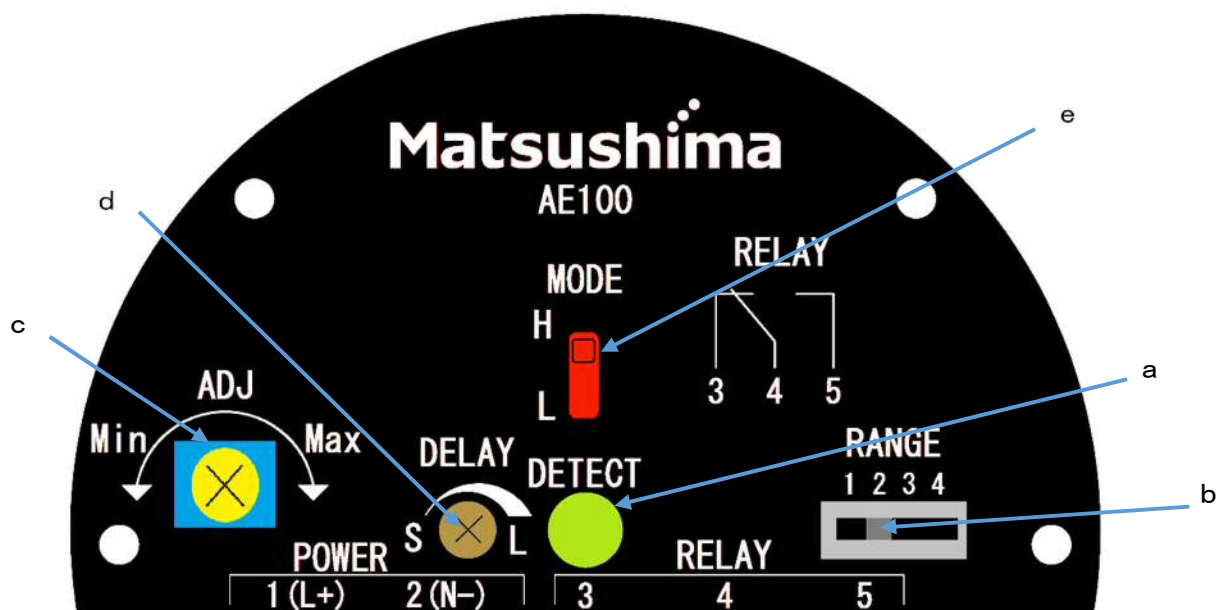 Matsushima
e
AE100
d
RELAY
MODE
H
3 4 5
L
c
a
ADJ
Min Max
DELAY
DETECT
RANGE
1 2 3 4
b
S L
POWER
RELAY
1(L+) 2(N-) 3 4 5